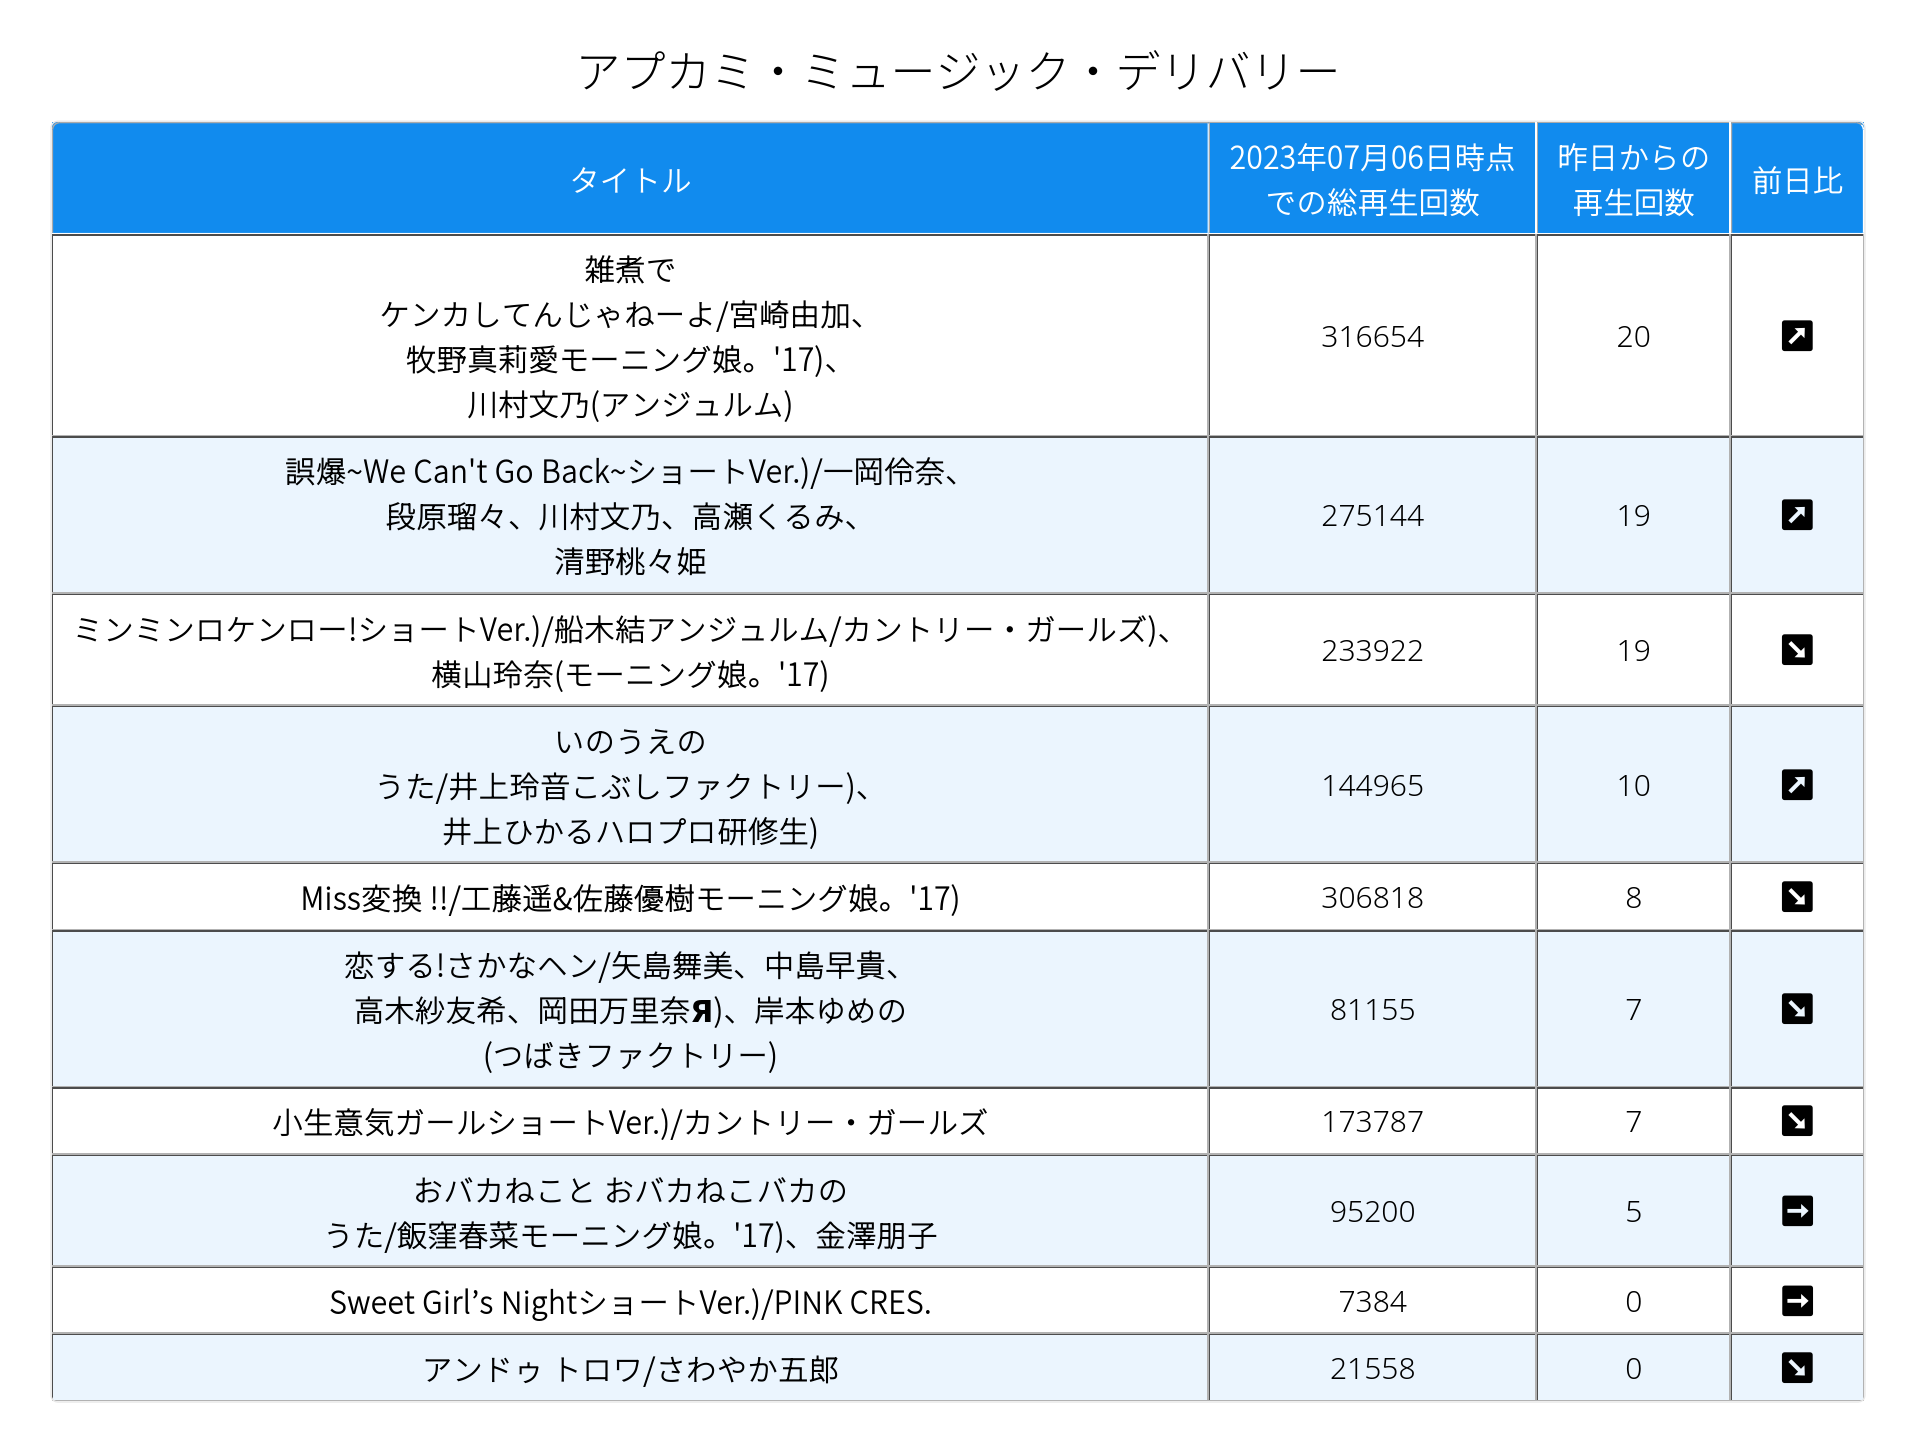 アプカミ・ミュージック・デリバリー
タイトル
2023年07月06日時点
での総再生回数
昨日からの
再生回数
前日比
雑煮で
ケンカしてんじゃねーよ/宮崎由加、
牧野真莉愛モーニング娘。'17)、
川村文乃(アンジュルム)
316654
20
↗
誤爆~We Can't Go Back~ショートVer.)/一岡伶奈、
段原瑠々、川村文乃、高瀬くるみ、
清野桃々姫
275144
19
↗
ミンミンロケンロー!ショートVer.)/船木結アンジュルム/カントリー・ガールズ)、
横山玲奈(モーニング娘。'17)
233922
19
↘
いのうえの
うた/井上玲音こぶしファクトリー)、
井上ひかるハロプロ研修生)
144965
10
↗
Miss変換 !!/工藤遥&佐藤優樹モーニング娘。'17)
306818
8
↘
恋する!さかなヘン/矢島舞美、中島早貴、
高木紗友希、岡田万里奈Я)、岸本ゆめの
(つばきファクトリー)
81155
7
↘
小生意気ガールショートVer.)/カントリー・ガールズ
173787
7
↘
おバカねこと おバカねこバカの
うた/飯窪春菜モーニング娘。'17)、金澤朋子
95200
5
→
Sweet Girl’s NightショートVer.)/PINK CRES.
7384
0
→
アンドゥ トロワ/さわやか五郎
21558
0
↘